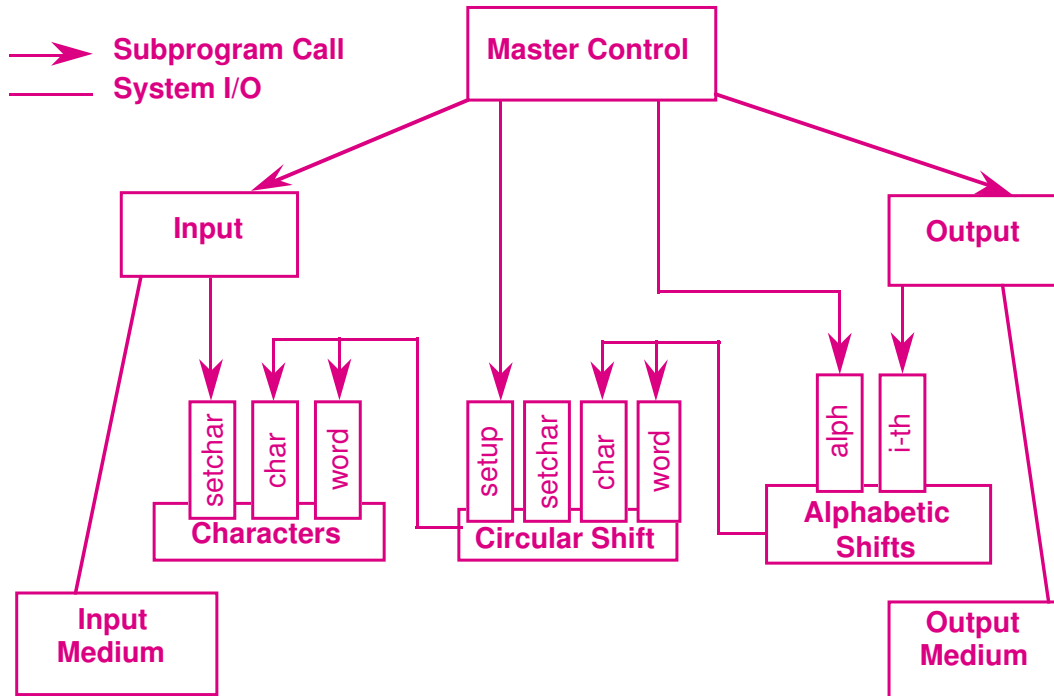 Subprogram Call
System I/O
Master Control
Input
Output
setchar
char
word
setup
setchar
char
word
alph
i-th
Characters
Circular Shift
Alphabetic
Shifts
Input
Medium
Output
Medium